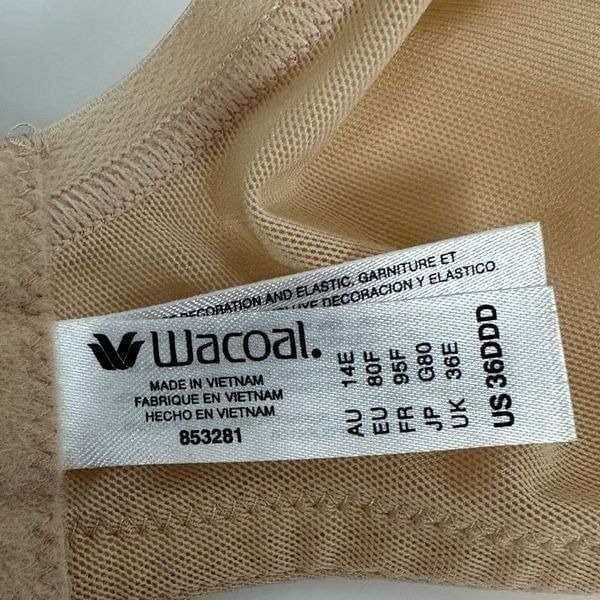 DECORATION AND ELASTIC, GARNITURE ET
DECORACION Y ELASTICO.
Wacoal.
MADE IN VIETNAM
FABRIQUE EN VIETNAM
HECHO EN VIETNAM
853281
AU 14E
EU 80F
FR 95F
JP G80
UK 36E
US 36DDD